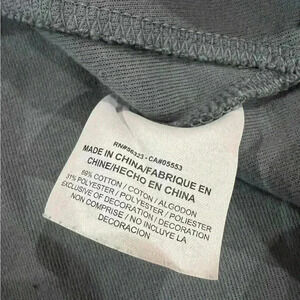 RN#56323 - CA#05553
MADE IN CHINA/FABRIQUE EN
CHINE/HECHO EN CHINA
69% COTTON / COTON / ALGODON
31% POLYESTER / POLYESTER / POLIESTER
EXCLUSIVE OF DECORATION / DECORATION
NON COMPRISE / NO INCLUYE LA
DECORACION